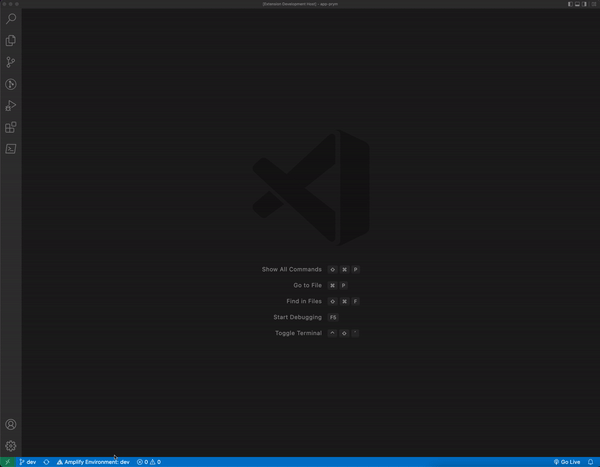 [Extension Development Host] - app-prym
Show All Commands ⇧ ⌘ P
Go to File ⌘ P
Find in Files ⇧ ⌘ F
Start Debugging F5
Toggle Terminal ^ ⇧ `
dev Amplify Environment: dev 0 0 Go Live